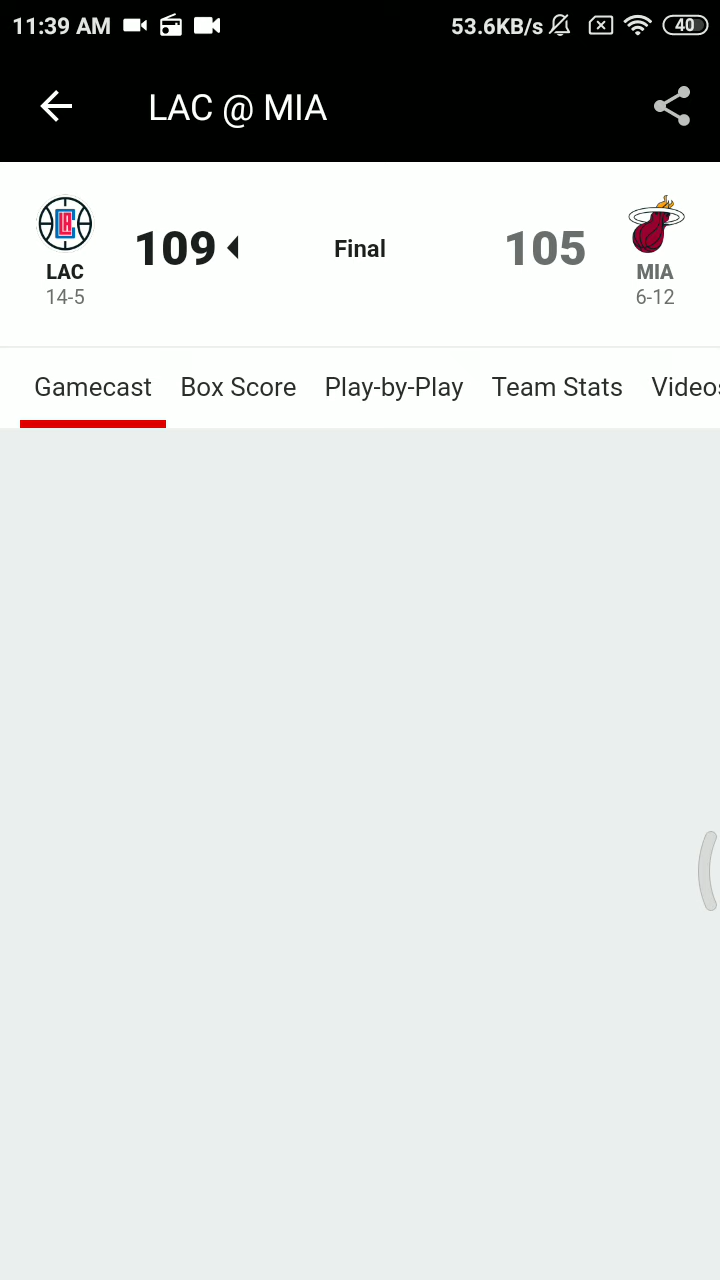 11:39 AM 53.6KB/s 40
LAC @ MIA
109 Final 105
LAC MIA
14-5 6-12
Gamecast Box Score Play-by-Play Team Stats Videos